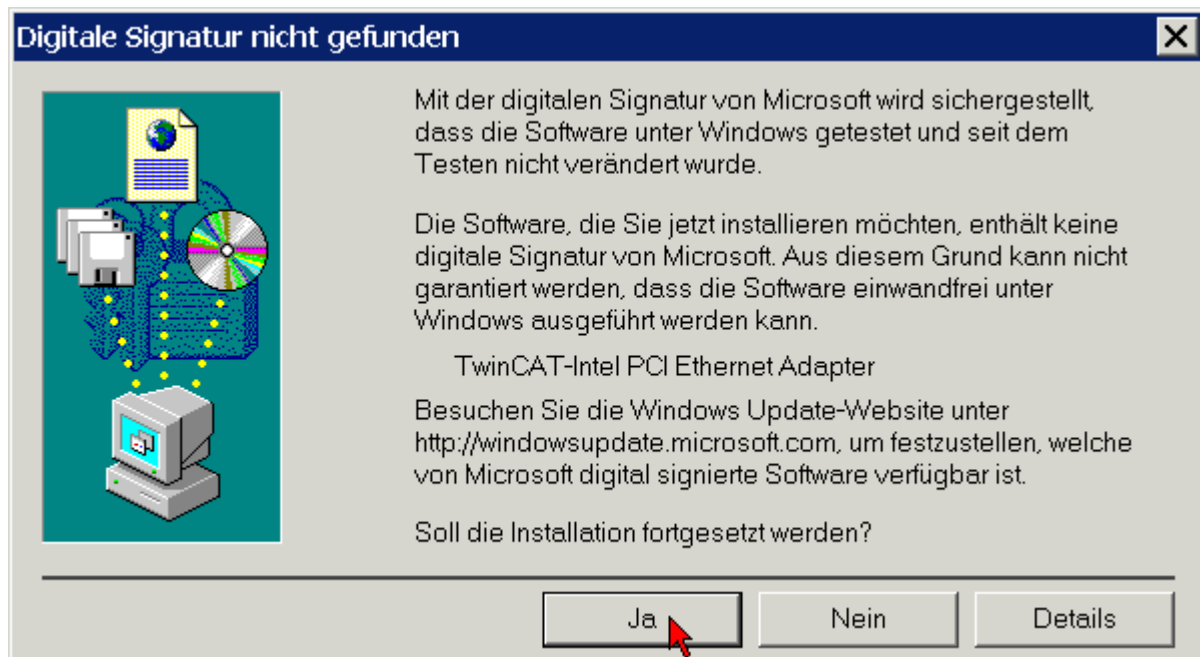 Digitale Signatur nicht gefunden
Mit der digitalen Signatur von Microsoft wird sichergestellt,
dass die Software unter Windows getestet und seit dem
Testen nicht verändert wurde.
Die Software, die Sie jetzt installieren möchten, enthält keine
digitale Signatur von Microsoft. Aus diesem Grund kann nicht
garantiert werden, dass die Software einwandfrei unter
Windows ausgeführt werden kann.
TwinCAT-Intel PCI Ethernet Adapter
Besuchen Sie die Windows Update-Website unter
http://windowsupdate.microsoft.com, um festzustellen, welche
von Microsoft digital signierte Software verfügbar ist.
Soll die Installation fortgesetzt werden?
Ja Nein Details